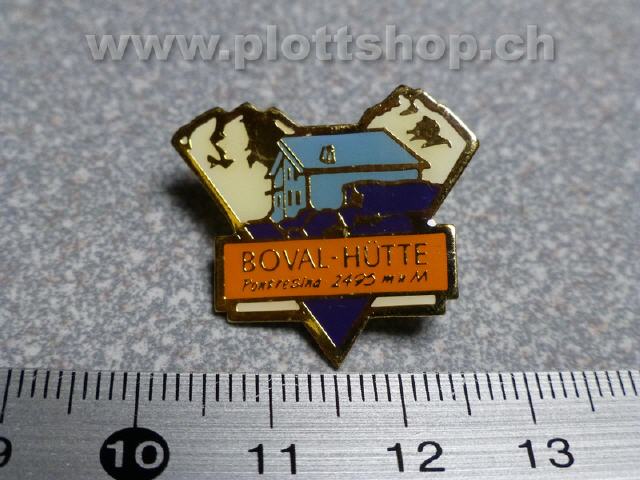 www.plottshop.ch
BOVAL-HÜTTE
Pontresina 2495 m ü M
9 10 11 12 13